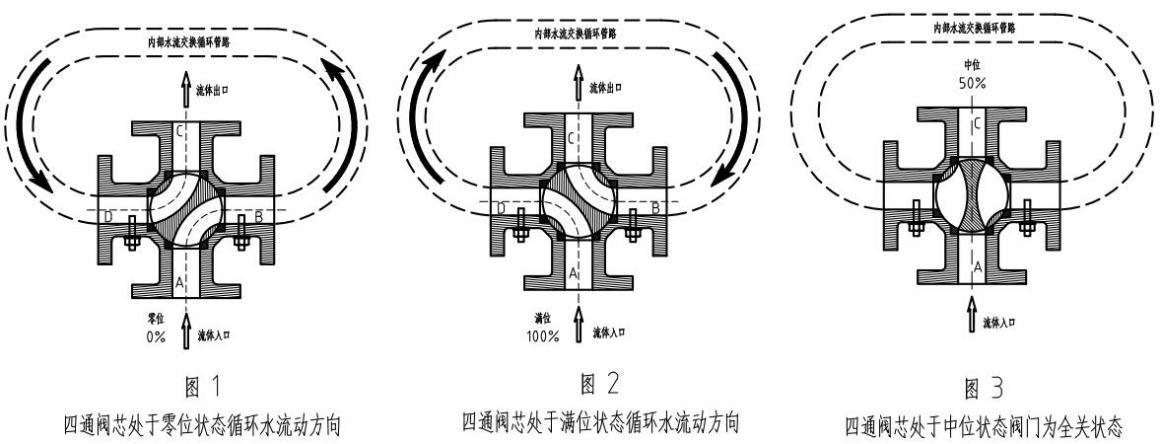 内部水流交换循环管路
流体出口
C
D
B
A
零位
0%
流体入口
图 1
四通阀芯处于零位状态循环水流动方向
内部水流交换循环管路
流体出口
C
D
B
A
满位
100%
流体入口
图 2
四通阀芯处于满位状态循环水流动方向
内部水流交换循环管路
中位
50%
C
A
流体入口
图 3
四通阀芯处于中位状态阀门为全关状态